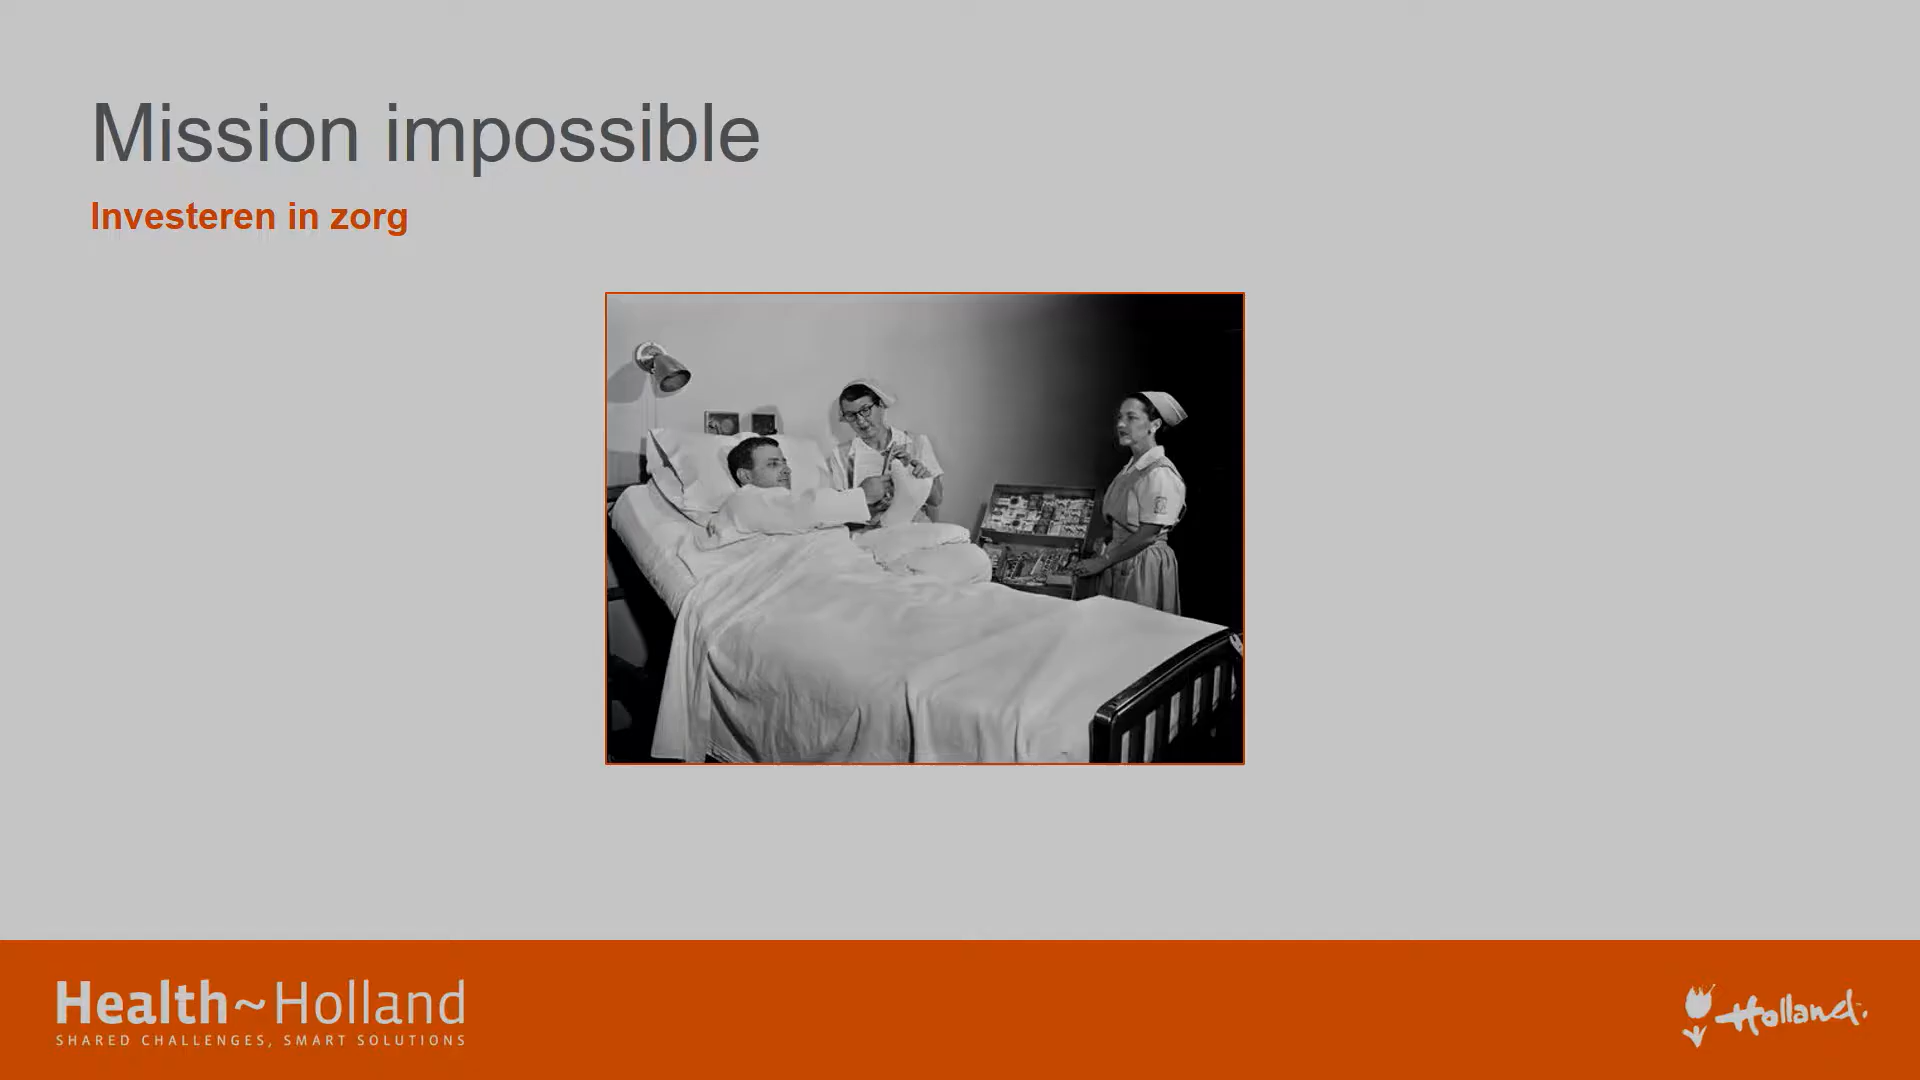 Mission impossible
Investeren in zorg
Health~Holland
SHARED CHALLENGES, SMART SOLUTIONS
Holland.